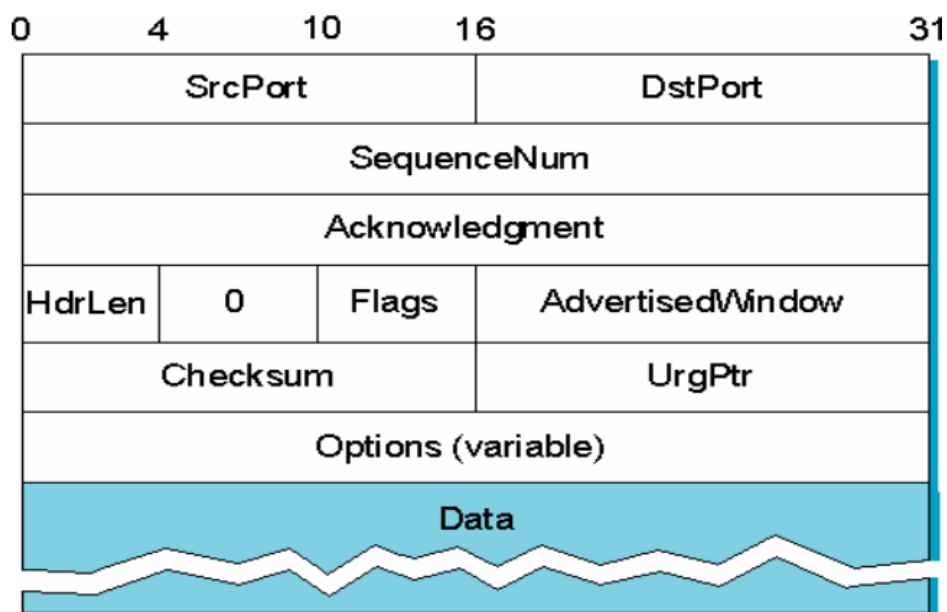 0 4 10 16 31
SrcPort DstPort
SequenceNum
Acknowledgment
HdrLen 0 Flags AdvertisedWindow
Checksum UrgPtr
Options (variable)
Data